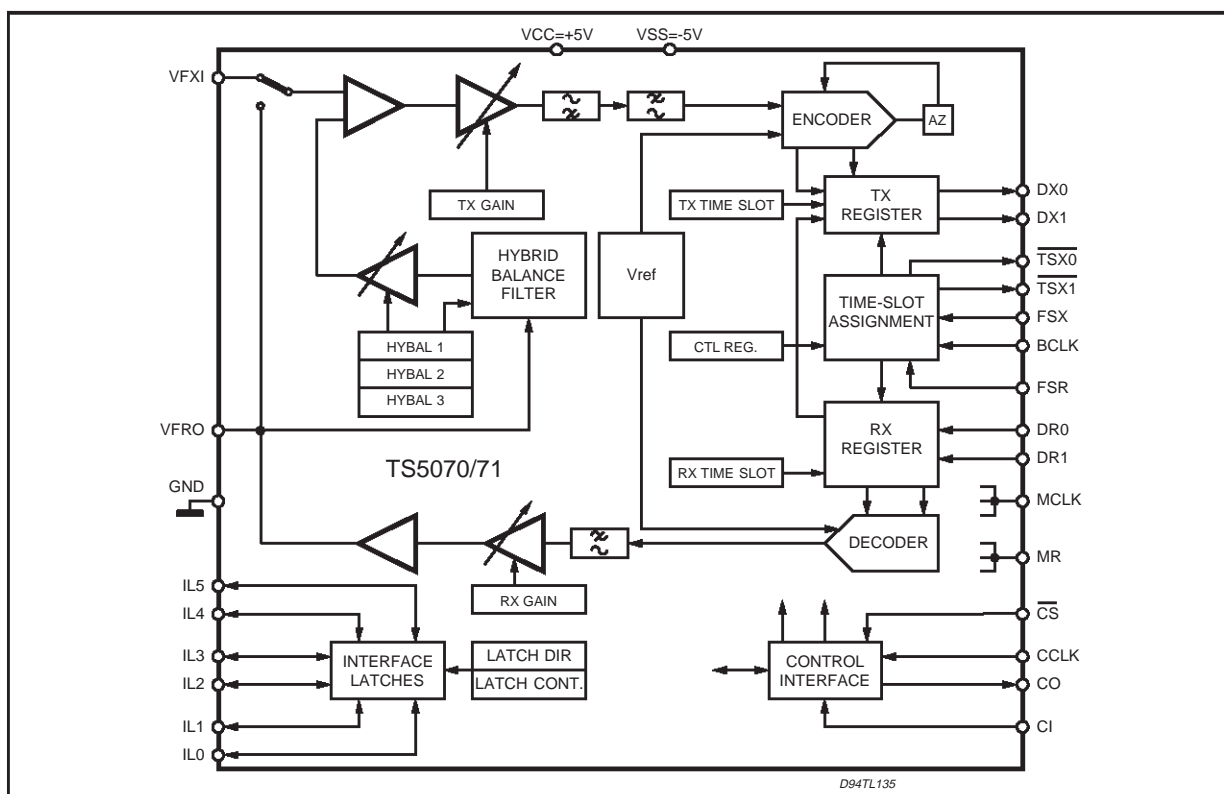 VCC=+5V
VSS=-5V
VFXI
ENCODER
AZ
TX GAIN
TX TIME SLOT
TX
REGISTER
DX0
DX1
HYBRID
BALANCE
FILTER
Vref
TSX0
TSX1
TIME-SLOT
ASSIGNMENT
FSX
BCLK
HYBAL 1
HYBAL 2
HYBAL 3
CTL REG.
FSR
VFRO
RX
REGISTER
DR0
DR1
TS5070/71
RX TIME SLOT
GND
MCLK
DECODER
MR
RX GAIN
IL5
IL4
IL3
IL2
IL1
IL0
INTERFACE
LATCHES
LATCH DIR
LATCH CONT.
CONTROL
INTERFACE
CS
CCLK
CO
CI
D94TL135